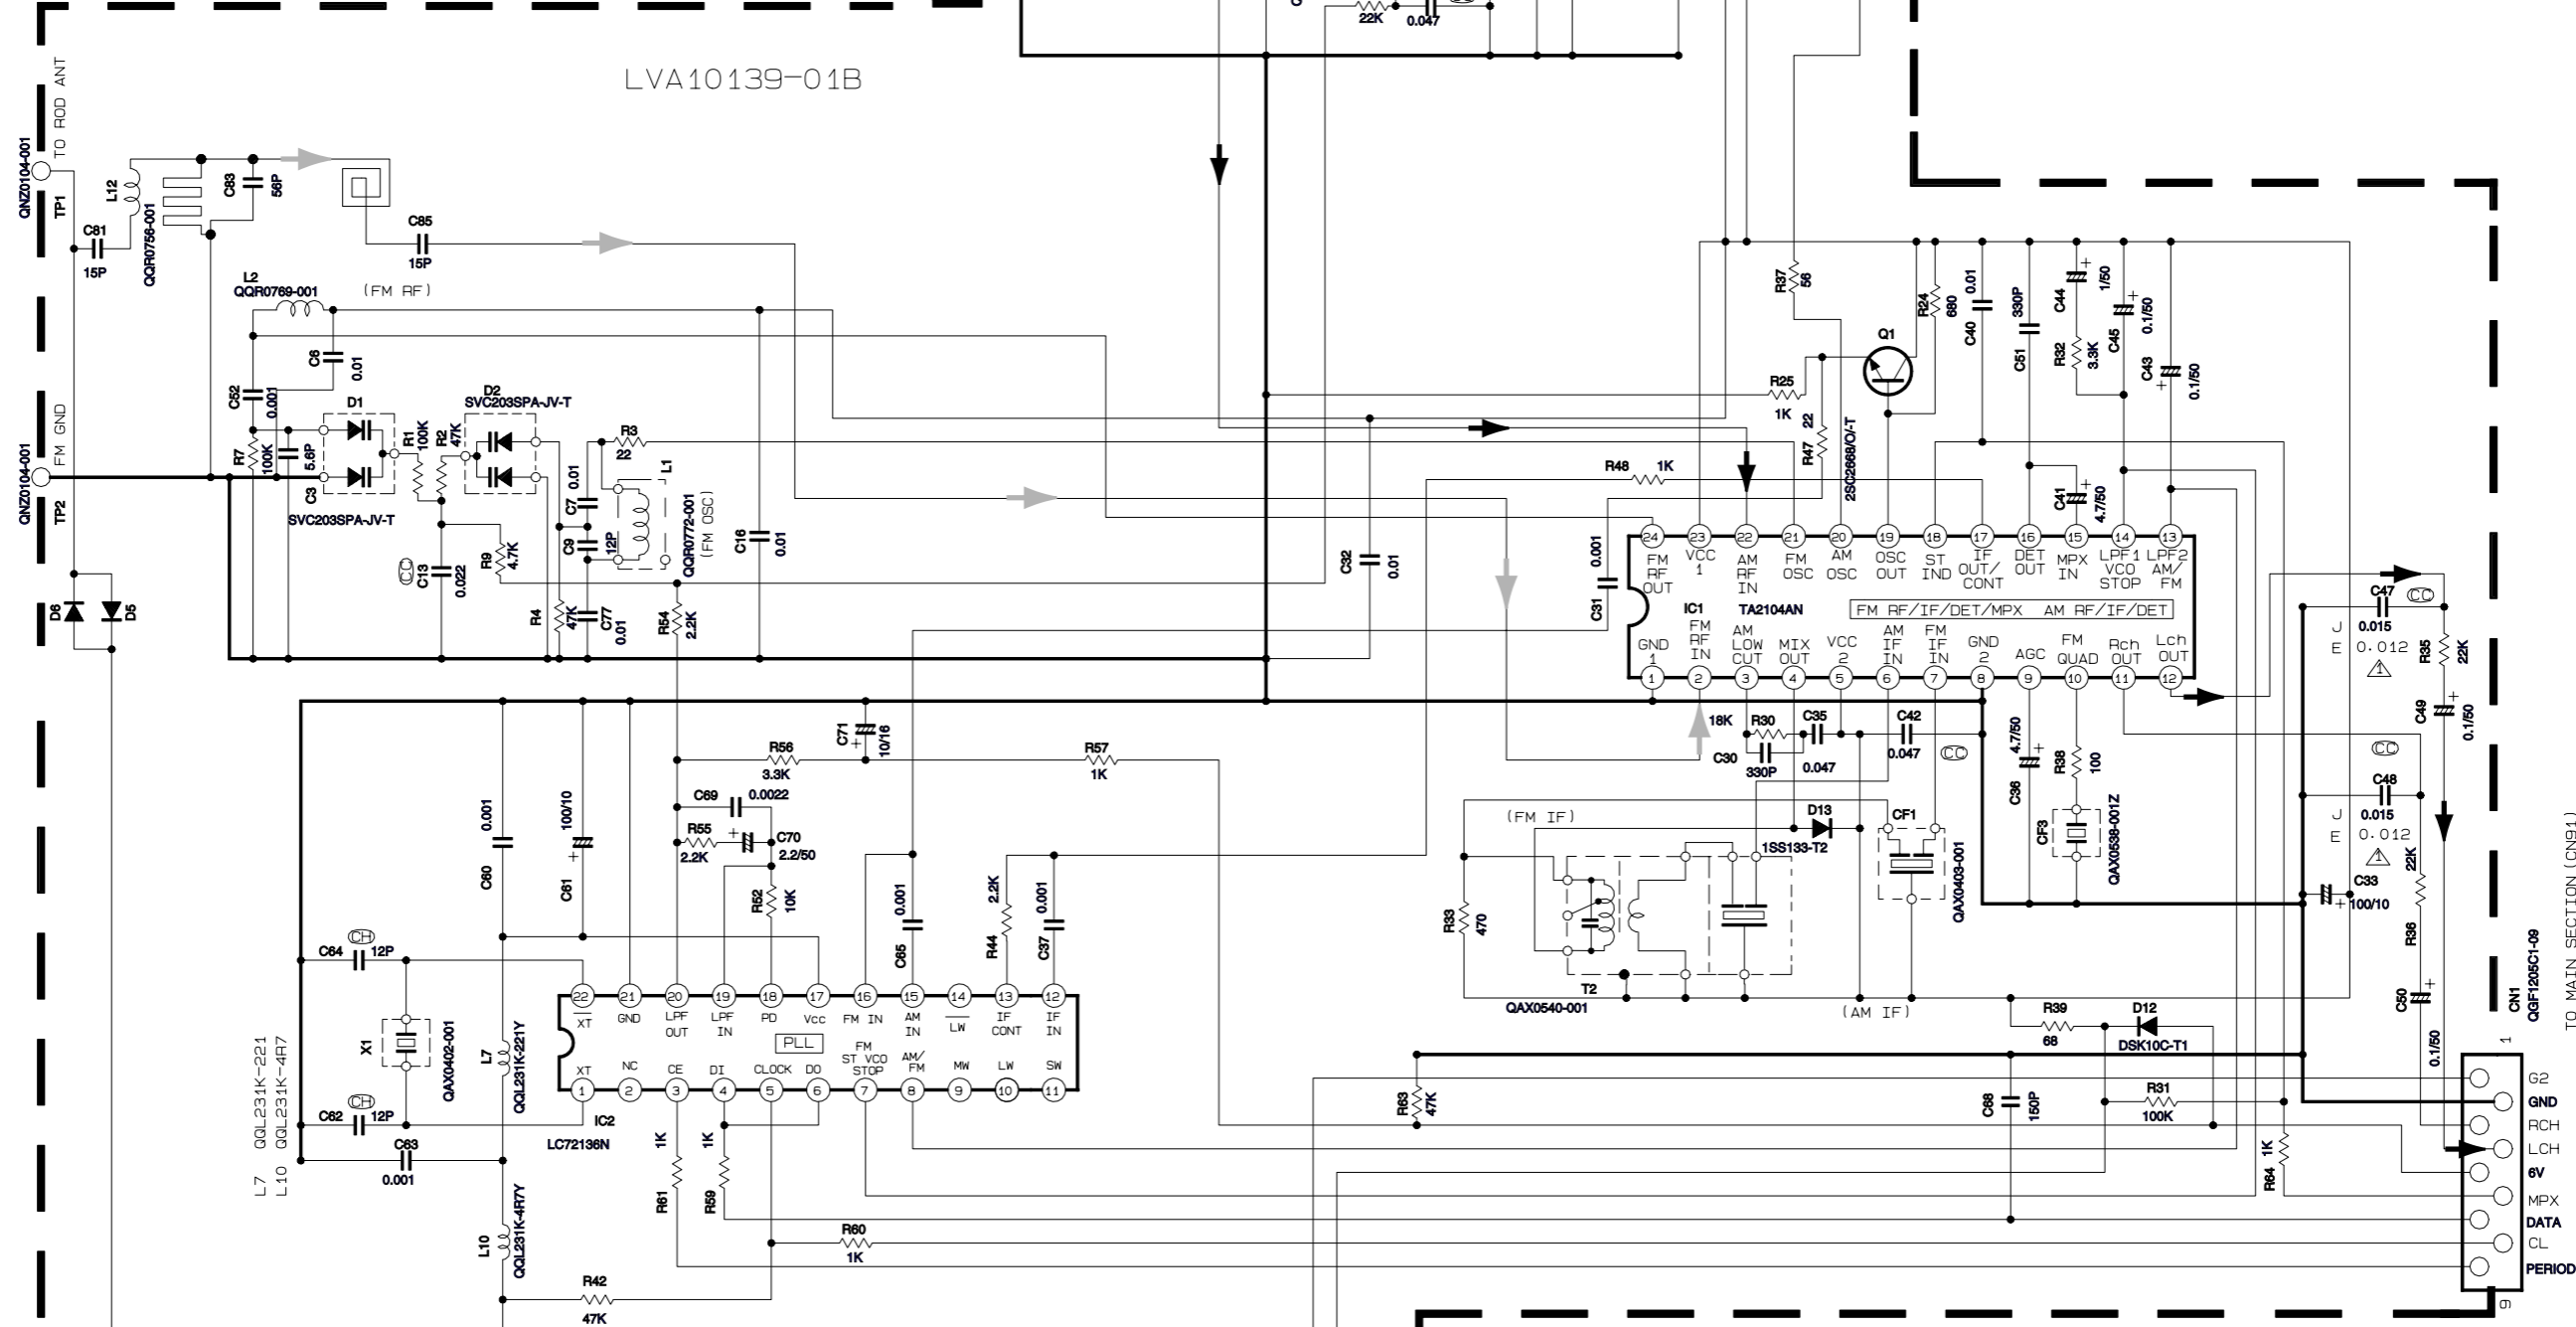 22K
0.047
LVA10139-01B
TO ROD ANT
QNZ0104-001
TP1
L12
QQR0756-001
C83
56P
C81
15P
C85
15P
L2
QQR0769-001
(FM RF)
C6
0.01
C52
0.001
D1
D2
SVC203SPA-JV-T
R1
100K
R2
47K
R7
100K
5.6P
C3
SVC203SPA-JV-T
FM GND
QNZ0104-001
TP2
R3
22
L1
QQR0772-001
(FM OSC)
C7
0.01
C9
12P
C16
0.01
CC
C13
0.022
R9
4.7K
R4
47K
C77
0.01
R54
2.2K
D6
D5
C32
0.01
R37
56
Q1
2SC2668/O/-T
R25
1K
R47
22
R48
1K
R24
680
C40
0.01
C51
330P
C44
1/50
+
R32
3.3K
C45
0.1/50
+
C43
0.1/50
+
C41
4.7/50
+
C31
0.001
24 23 22 21 20 19 18 17 16 15 14 13
FM RF OUT
VCC 1
AM RF IN
FM OSC
AM OSC
OSC OUT
ST IND
IF OUT/ CONT
DET OUT
MPX IN
LPF1 VCO STOP
LPF2 AM/ FM
IC1
TA2104AN
FM RF/IF/DET/MPX AM RF/IF/DET
GND 1
FM RF IN
AM LOW CUT
MIX OUT
VCC 2
AM IF IN
FM IF IN
GND 2
AGC
FM QUAD
Rch OUT
Lch OUT
1 2 3 4 5 6 7 8 9 10 11 12
C47
CC
0.015
J
E 0.012
1
R35
22K
C49
0.1/50
+
CC
C48
0.015
J
E 0.012
1
22K
R36
C33
+ 100/10
C50
0.1/50
+
18K
R30
C35
C42
C30
330P
0.047
0.047
CC
4.7/50
+
C36
R38
100
CF3
QAX0538-001Z
C71
+
10/16
R56
3.3K
R57
1K
C69
0.0022
R55
2.2K
+
C70
2.2/50
R52
10K
0.001
C60
100/10
+
C61
C65
0.001
R44
2.2K
C37
0.001
(FM IF)
D13
1SS133-T2
CF1
QAX0403-001
R33
470
T2
QAX0540-001
(AM IF)
C64
CH
12P
X1
QAX0402-001
C62
CH
12P
C63
0.001
L7
QQL231K-221Y
L10
QQL231K-4R7Y
L7 QQL231K-221
L10 QQL231K-4R7
22 21 20 19 18 17 16 15 14 13 12
XT
GND
LPF OUT
LPF IN
PD
Vcc
FM IN
AM IN
LW
IF CONT
IF IN
PLL
XT
NC
CE
DI
CLOCK
DO
FM ST VCO STOP
AM/ FM
MW
LW
SW
1 2 3 4 5 6 7 8 9 10 11
IC2
LC72136N
1K
R61
1K
R59
R60
1K
R42
47K
R63
47K
C68
150P
R39
68
D12
DSK10C-T1
R31
100K
R64
1K
TO MAIN SECTION(CN91)
CN1
QGF1205C1-09
1
G2
GND
RCH
LCH
6V
MPX
DATA
CL
PERIOD
9